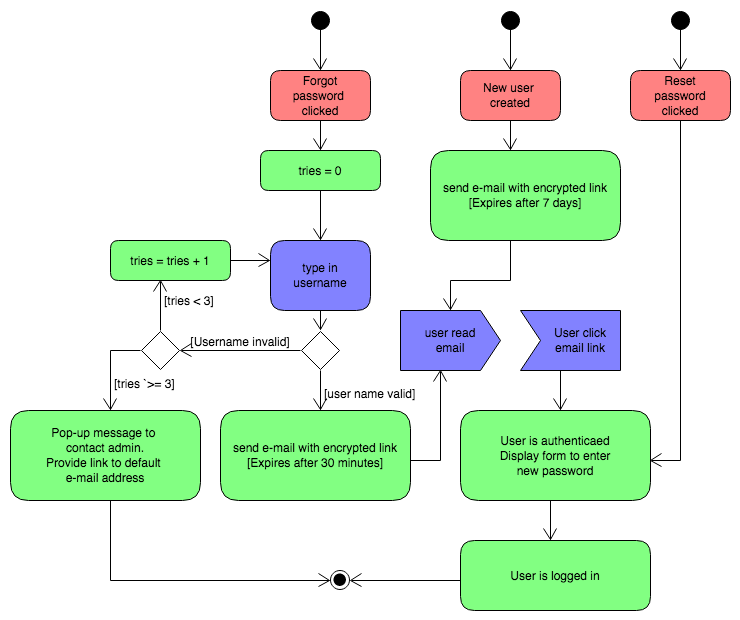 Forgot
password
clicked
New user
created
Reset
password
clicked
tries = 0
send e-mail with encrypted link
[Expires after 7 days]
tries = tries + 1
type in
username
[tries < 3]
[Username invalid]
user read
email
User click
email link
[tries `>= 3]
[user name valid]
Pop-up message to
contact admin.
Provide link to default
e-mail address
send e-mail with encrypted link
[Expires after 30 minutes]
User is authenticaed
Display form to enter
new password
User is logged in